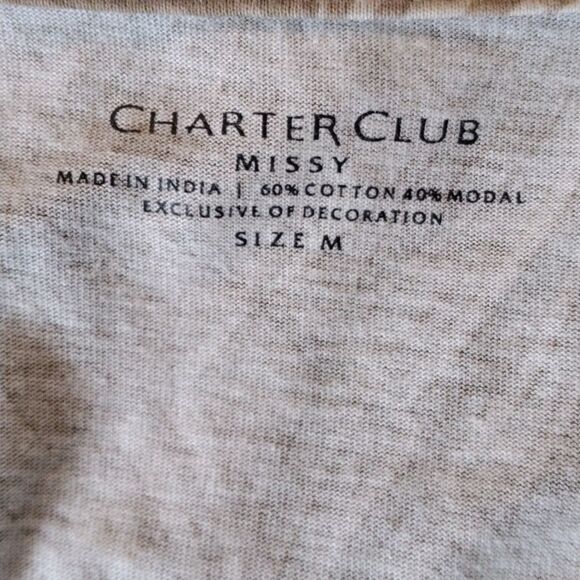 CHARTER CLUB
MISSY
MADE IN INDIA | 60% COTTON 40% MODAL
EXCLUSIVE OF DECORATION
SIZE M